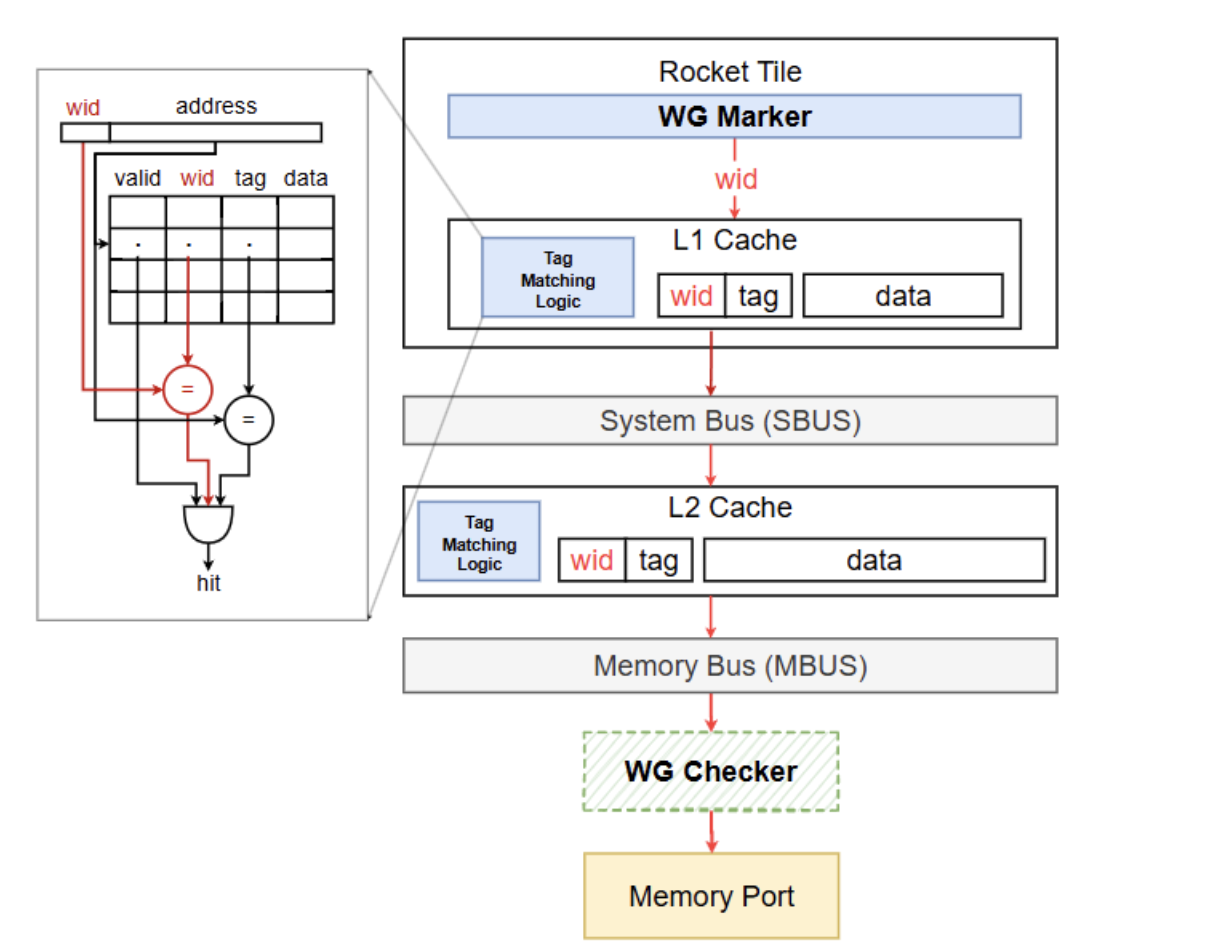 wid address
valid wid tag data
=
=
hit
Rocket Tile
WG Marker
wid
L1 Cache
Tag
Matching
Logic
wid tag data
System Bus (SBUS)
L2 Cache
Tag
Matching
Logic
wid tag data
Memory Bus (MBUS)
WG Checker
Memory Port